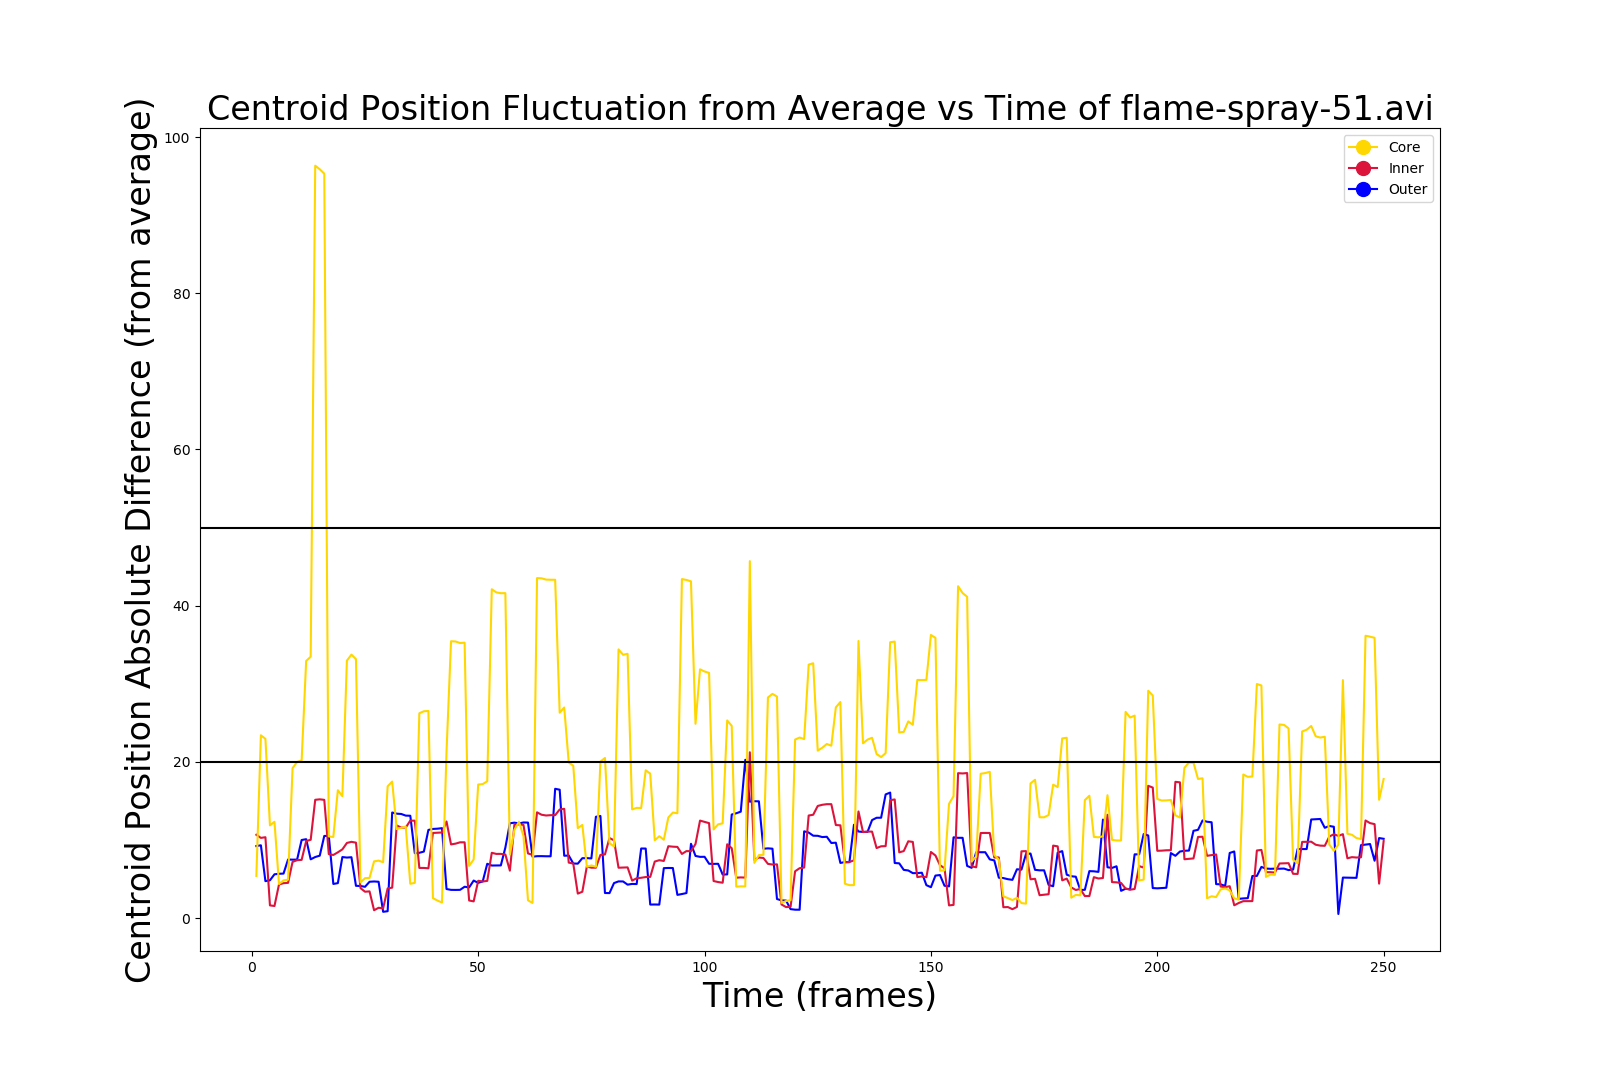 Centroid Position Fluctuation from Average vs Time of flame-spray-51.avi
Centroid Position Absolute Difference (from average)
100
80
60
40
20
0
Core
Inner
Outer
0 50 100 150 200 250
Time (frames)